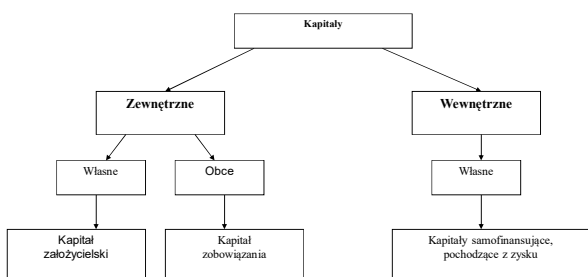 Kapitały
Zewnętrzne
Wewnętrzne
Własne
Obce
Własne
Kapitał
założycielski
Kapitał
zobowiązania
Kapitały samofinansujące,
pochodzące z zysku